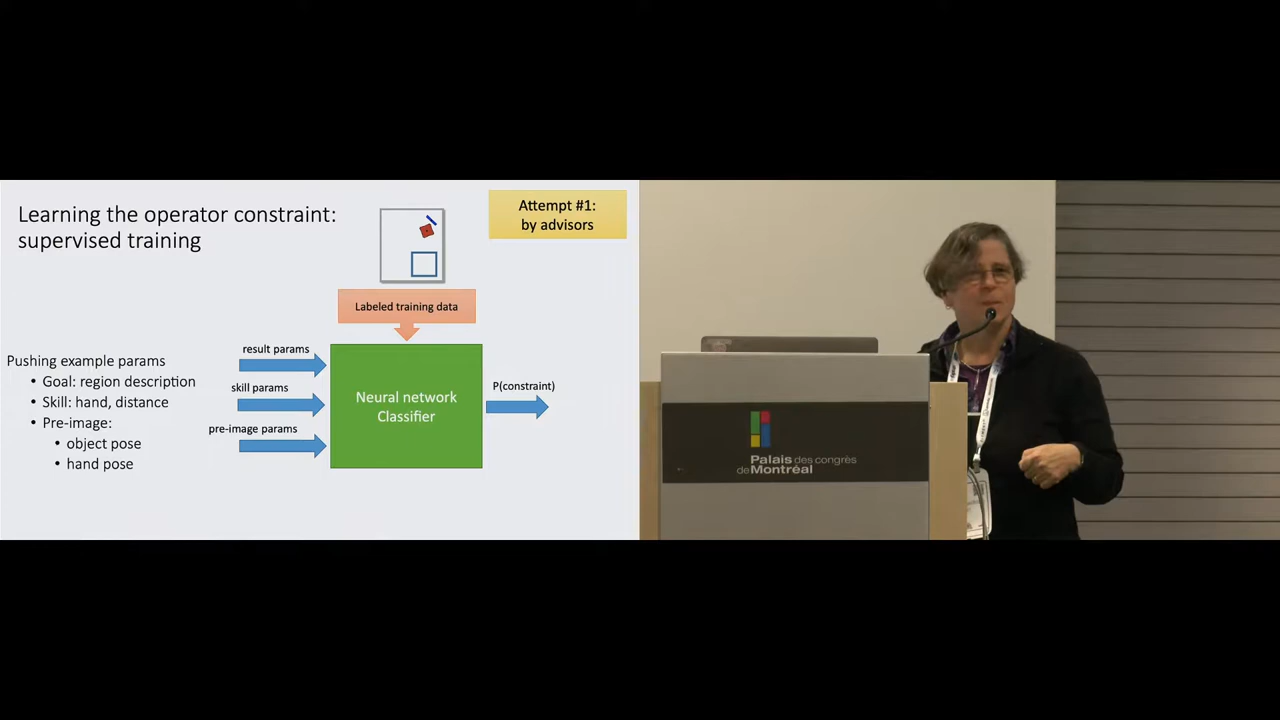 Learning the operator constraint:
supervised training
Attempt #1:
by advisors
Labeled training data
Pushing example params
• Goal: region description
• Skill: hand, distance
• Pre-image:
• object pose
• hand pose
result params
skill params
pre-image params
Neural network
Classifier
P(constraint)
Palais des congrès
de Montréal